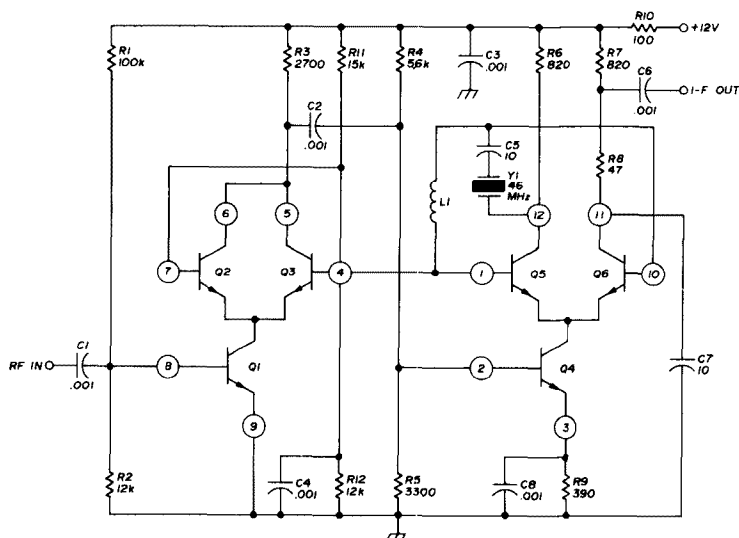 R10
100
+12V
R1
100k
R3
2700
R11
15k
R4
5,6k
C3
.001
R6
820
R7
820
C6
.001
I-F OUT
C2
.001
C5
10
Y1
46
MHz
R8
47
L1
6
5
12
11
7
Q2
Q3
4
1
Q5
Q6
10
C1
.001
RF IN
8
Q1
2
Q4
C7
10
9
3
R2
12k
C4
.001
R12
12k
R5
3300
C8
.001
R9
390